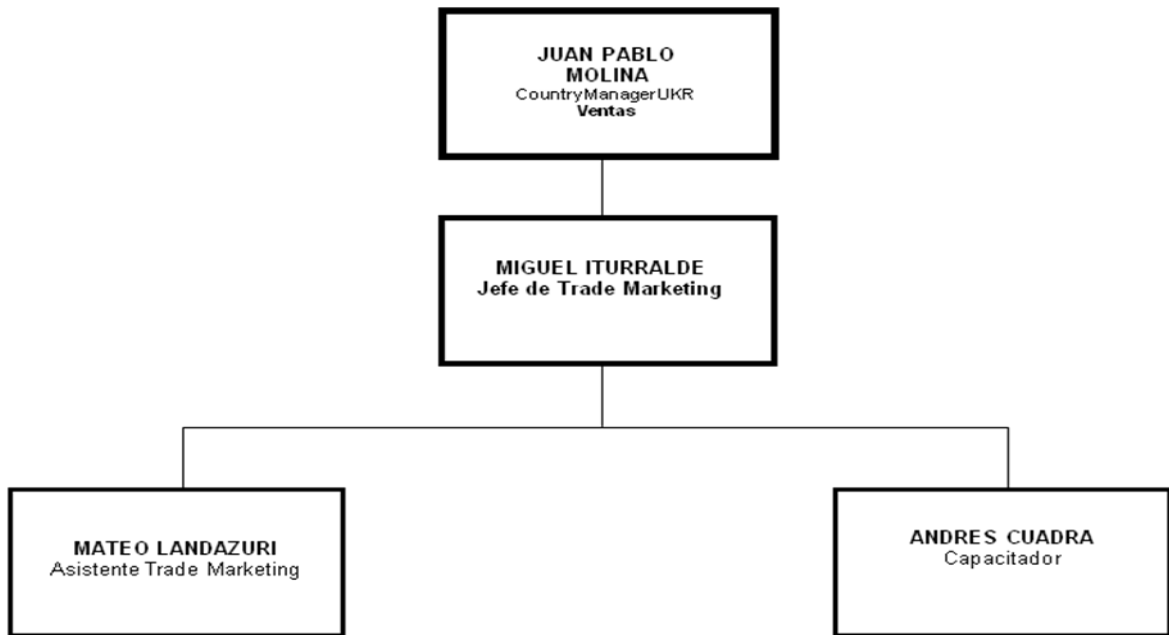 JUAN PABLO
MOLINA
CountryManagerUKR
Ventas
MIGUEL ITURRALDE
Jefe de Trade Marketing
MATEO LANDAZURI
Asistente Trade Marketing
ANDRES CUADRA
Capacitador